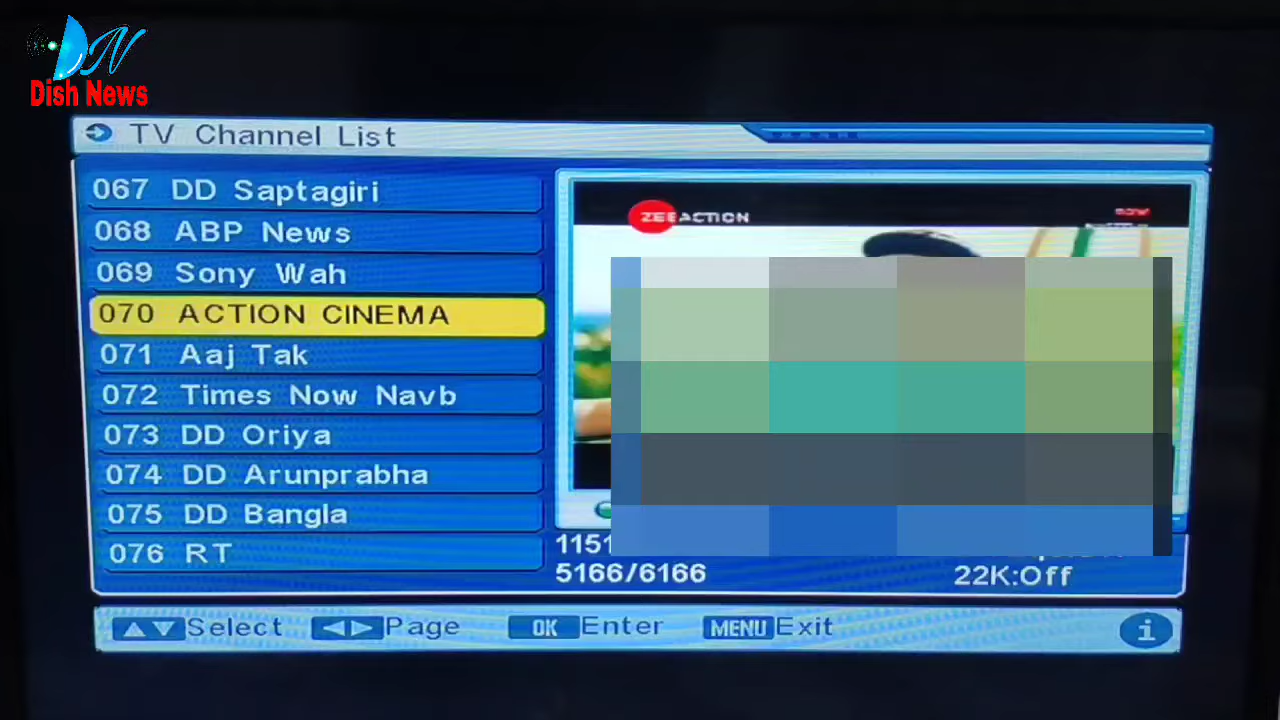 DN
Dish News
TV Channel List
067 DD Saptagiri
068 ABP News
069 Sony Wah
070 ACTION CINEMA
071 Aaj Tak
072 Times Now Navb
073 DD Oriya
074 DD Arunprabha
075 DD Bangla
076 RT
ZEE ACTION
1151
5166/6166
22K:Off
Select
Page
OK Enter
MENU Exit
i